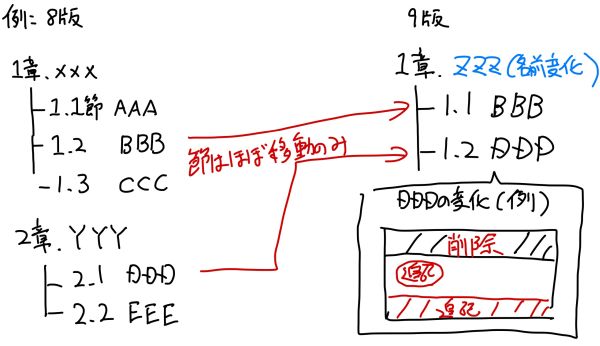 例: 8版
1章. xxx
1.1節 AAA
1.2 BBB
1.3 CCC
2章. YYY
2.1 DDD
2.2 EEE
節はほぼ移動のみ
9版
1章. ZZZ (名前変化)
1.1 BBB
1.2 DDD
DDDの変化 (例)
削除
追記
追記